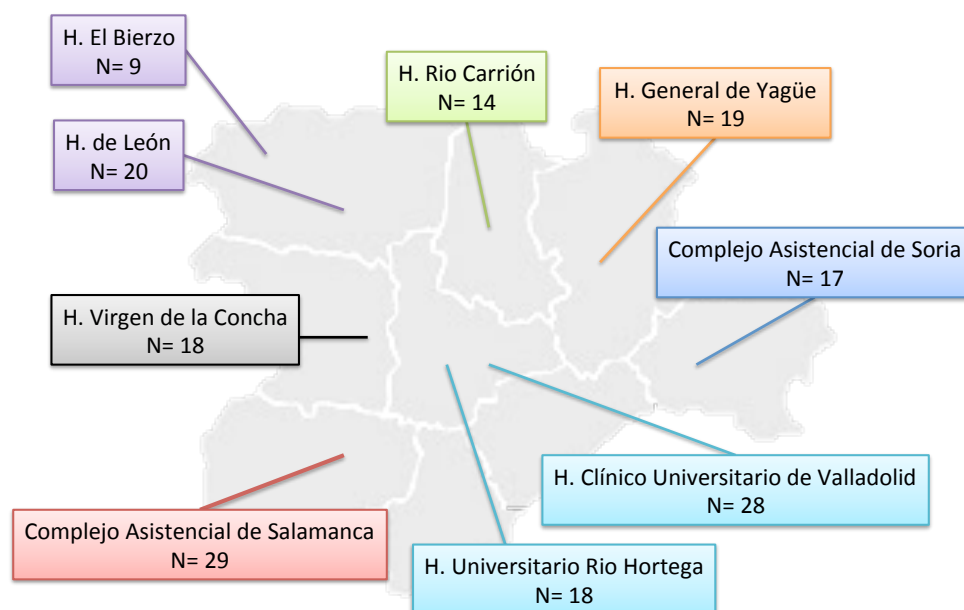 H. El Bierzo
N= 9
H. Rio Carrión
N= 14
H. General de Yagüe
N= 19
H. de León
N= 20
Complejo Asistencial de Soria
N= 17
H. Virgen de la Concha
N= 18
H. Clínico Universitario de Valladolid
N= 28
Complejo Asistencial de Salamanca
N= 29
H. Universitario Rio Hortega
N= 18